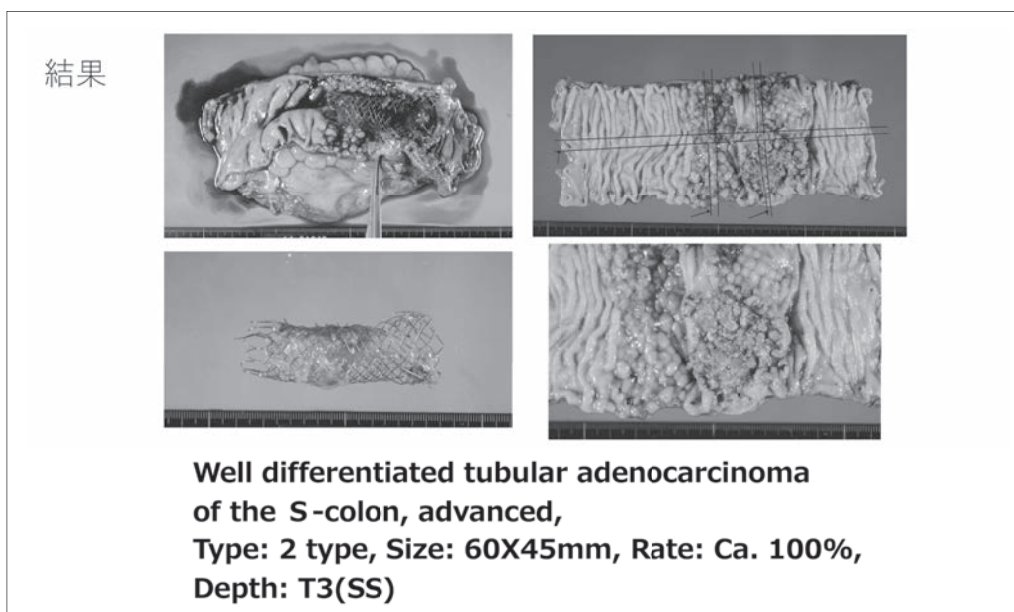 結果
Well differentiated tubular adenocarcinoma
of the S-colon, advanced,
Type: 2 type, Size: 60X45mm, Rate: Ca. 100%,
Depth: T3(SS)